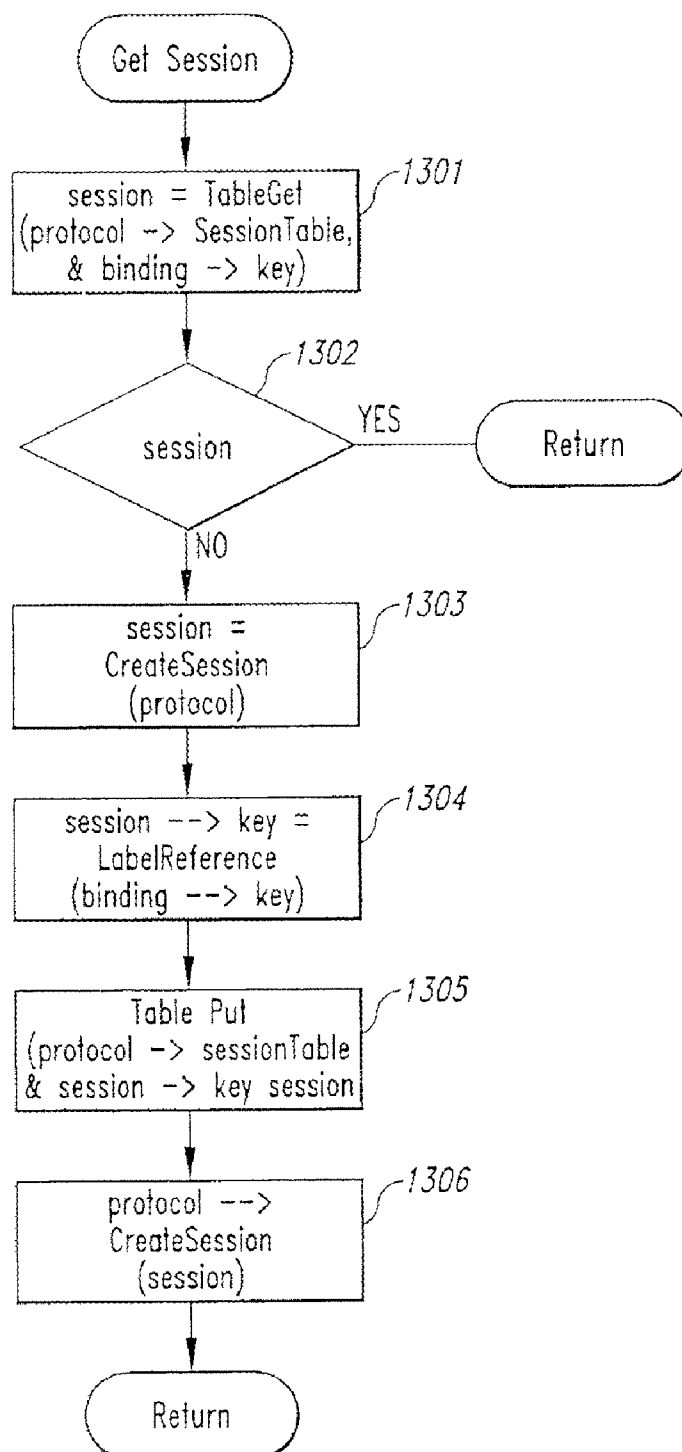 Get Session
1301
session = TableGet
(protocol -> SessionTable,
& binding -> key)
1302
session
YES
Return
NO
1303
session =
CreateSession
(protocol)
1304
session --> key =
LabelReference
(binding --> key)
1305
Table Put
(protocol -> sessionTable
& session -> key session
1306
protocol -->
CreateSession
(session)
Return